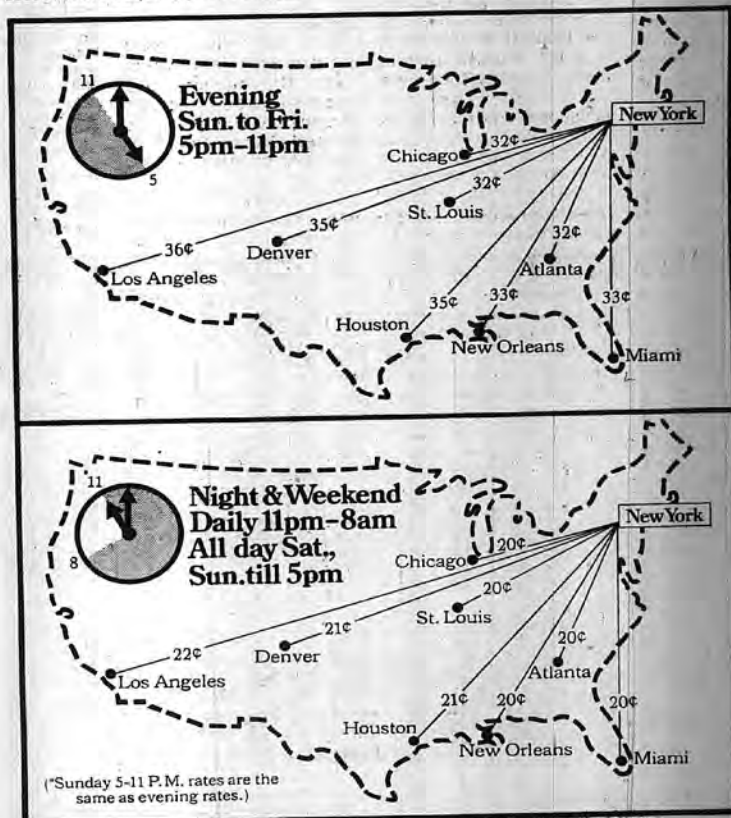 11
5
Evening
Sun. to Fri.
5pm–11pm
New York
Chicago
32¢
St. Louis
32¢
Denver
35¢
Los Angeles
36¢
Atlanta
32¢
Houston
35¢
New Orleans
33¢
Miami
33¢
11
8
Night & Weekend
Daily 11pm–8am
All day Sat.,
Sun. till 5pm
New York
Chicago
20¢
St. Louis
20¢
Denver
21¢
Los Angeles
22¢
Atlanta
20¢
Houston
21¢
New Orleans
20¢
Miami
20¢
(*Sunday 5-11 P.M. rates are the
same as evening rates.)